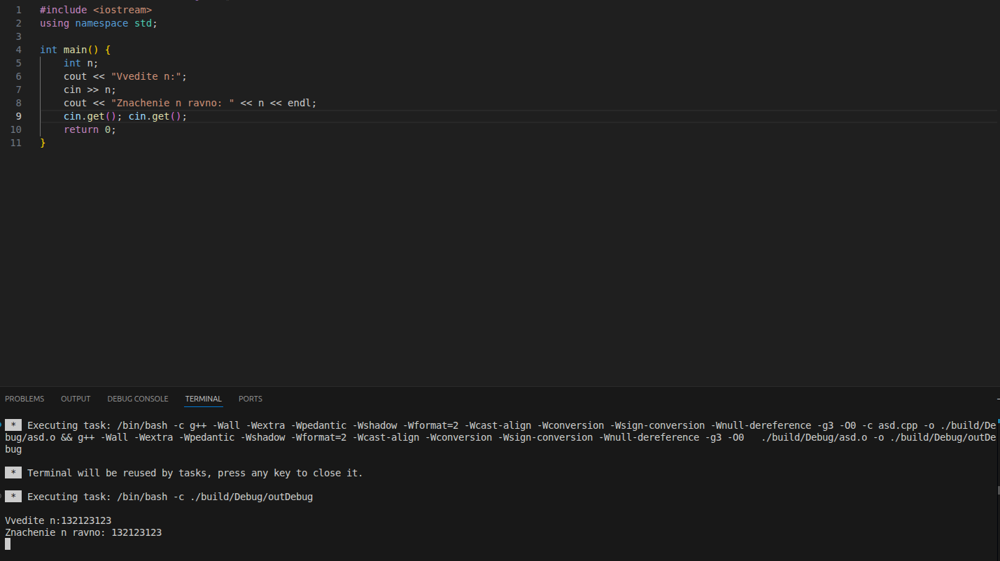 1 #include <iostream>
2 using namespace std;
3
4 int main() {
5 int n;
6 cout << "Vvedite n:";
7 cin >> n;
8 cout << "Znachenie n ravno: " << n << endl;
9 cin.get(); cin.get();
10 return 0;
11 }
PROBLEMS OUTPUT DEBUG CONSOLE TERMINAL PORTS
* Executing task: /bin/bash -c g++ -Wall -Wextra -Wpedantic -Wshadow -Wformat=2 -Wcast-align -Wconversion -Wsign-conversion -Wnull-dereference -g3 -O0 -c asd.cpp -o ./build/De
bug/asd.o && g++ -Wall -Wextra -Wpedantic -Wshadow -Wformat=2 -Wcast-align -Wconversion -Wsign-conversion -Wnull-dereference -g3 -O0 ./build/Debug/asd.o -o ./build/Debug/outDe
bug
* Terminal will be reused by tasks, press any key to close it.
* Executing task: /bin/bash -c ./build/Debug/outDebug
Vvedite n:132123123
Znachenie n ravno: 132123123